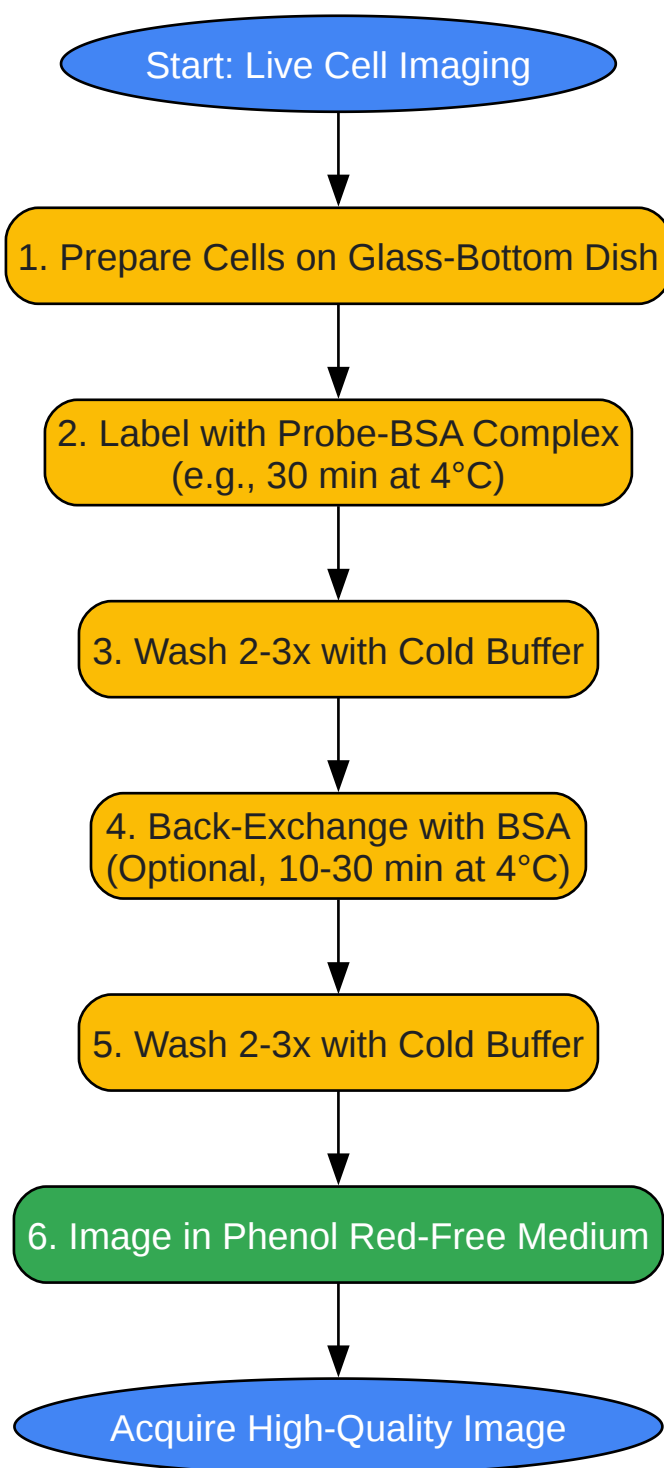 Start: Live Cell Imaging
1. Prepare Cells on Glass-Bottom Dish
2. Label with Probe-BSA Complex
(e.g., 30 min at 4°C)
3. Wash 2-3x with Cold Buffer
4. Back-Exchange with BSA
(Optional, 10-30 min at 4°C)
5. Wash 2-3x with Cold Buffer
6. Image in Phenol Red-Free Medium
Acquire High-Quality Image